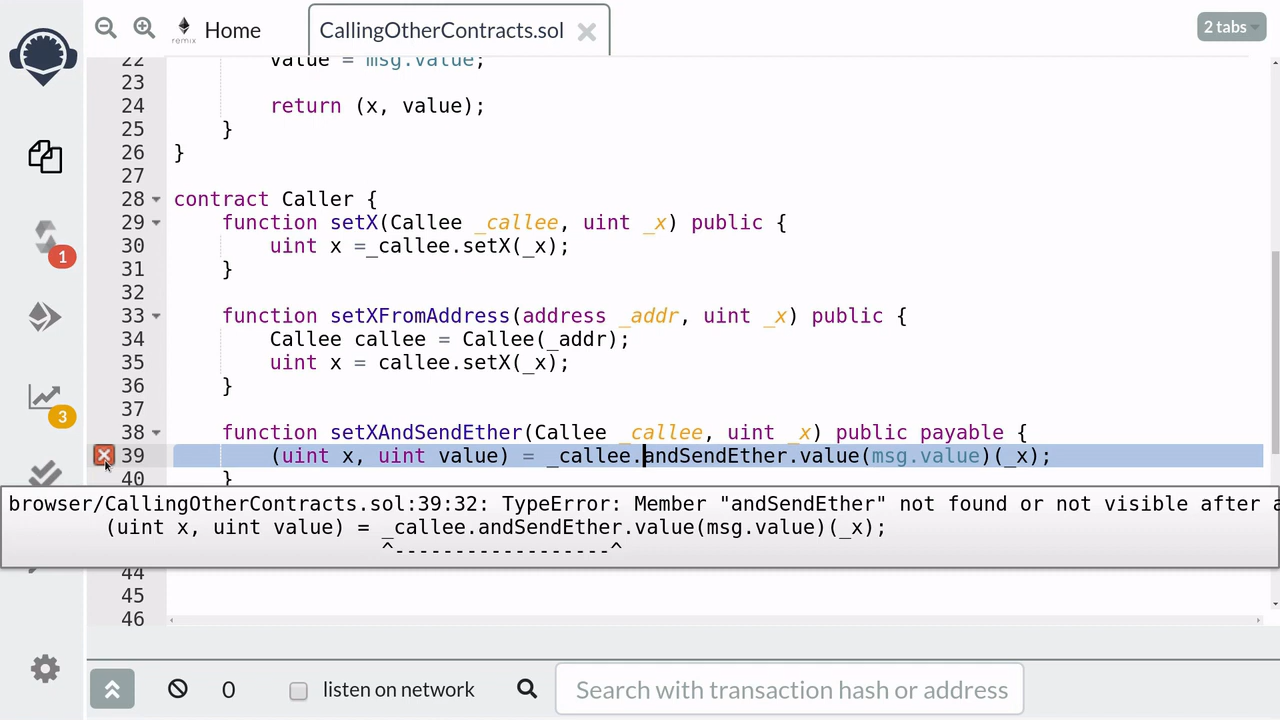 remix
Home
CallingOtherContracts.sol
2 tabs
22 value = msg.value;
23
24 return (x, value);
25 }
26 }
27
28 contract Caller {
29 function setX(Callee _callee, uint _x) public {
30 uint x =_callee.setX(_x);
31 }
32
33 function setXFromAddress(address _addr, uint _x) public {
34 Callee callee = Callee(_addr);
35 uint x = callee.setX(_x);
36 }
37
38 function setXAndSendEther(Callee _callee, uint _x) public payable {
39 (uint x, uint value) = _callee.andSendEther.value(msg.value)(_x);
40 }
browser/CallingOtherContracts.sol:39:32: TypeError: Member "andSendEther" not found or not visible after a
(uint x, uint value) = _callee.andSendEther.value(msg.value)(_x);
^------------------^
44
45
46
1
3
0
listen on network
Search with transaction hash or address